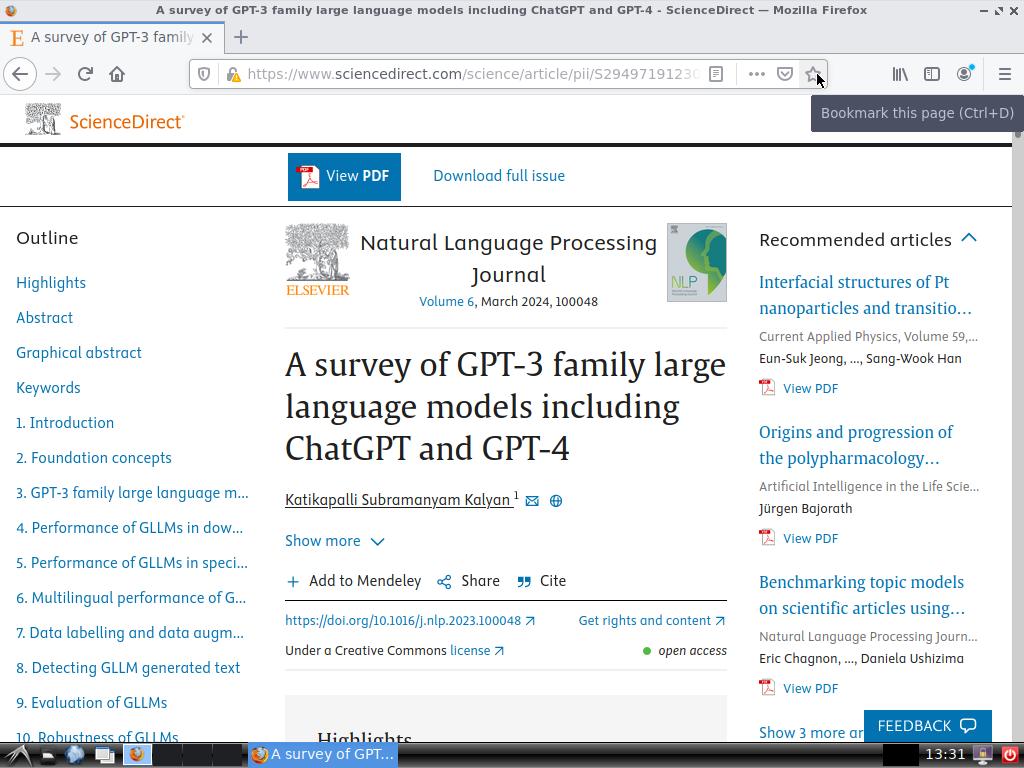 A survey of GPT-3 family large language models including ChatGPT and GPT-4 - ScienceDirect — Mozilla Firefox
A survey of GPT-3 family
https://www.sciencedirect.com/science/article/pii/S29497191230
Bookmark this page (Ctrl+D)
ScienceDirect
View PDF
Download full issue
Outline
Highlights
Abstract
Graphical abstract
Keywords
1. Introduction
2. Foundation concepts
3. GPT-3 family large language m...
4. Performance of GLLMs in dow...
5. Performance of GLLMs in speci...
6. Multilingual performance of G...
7. Data labelling and data augm...
8. Detecting GLLM generated text
9. Evaluation of GLLMs
10. Robustness of GLLMs
ELSEVIER
Natural Language Processing
Journal
Volume 6, March 2024, 100048
NLP
A survey of GPT-3 family large
language models including
ChatGPT and GPT-4
Katikapalli Subramanyam Kalyan 1
Show more
Add to Mendeley
Share
Cite
https://doi.org/10.1016/j.nlp.2023.100048
Get rights and content
Under a Creative Commons license
open access
Highlights
Recommended articles
Interfacial structures of Pt
nanoparticles and transitio...
Current Applied Physics, Volume 59,...
Eun-Suk Jeong, ..., Sang-Wook Han
View PDF
Origins and progression of
the polypharmacology...
Artificial Intelligence in the Life Scie...
Jürgen Bajorath
View PDF
Benchmarking topic models
on scientific articles using...
Natural Language Processing Journ...
Eric Chagnon, ..., Daniela Ushizima
View PDF
Show 3 more ar
FEEDBACK
A survey of GPT...
13:31